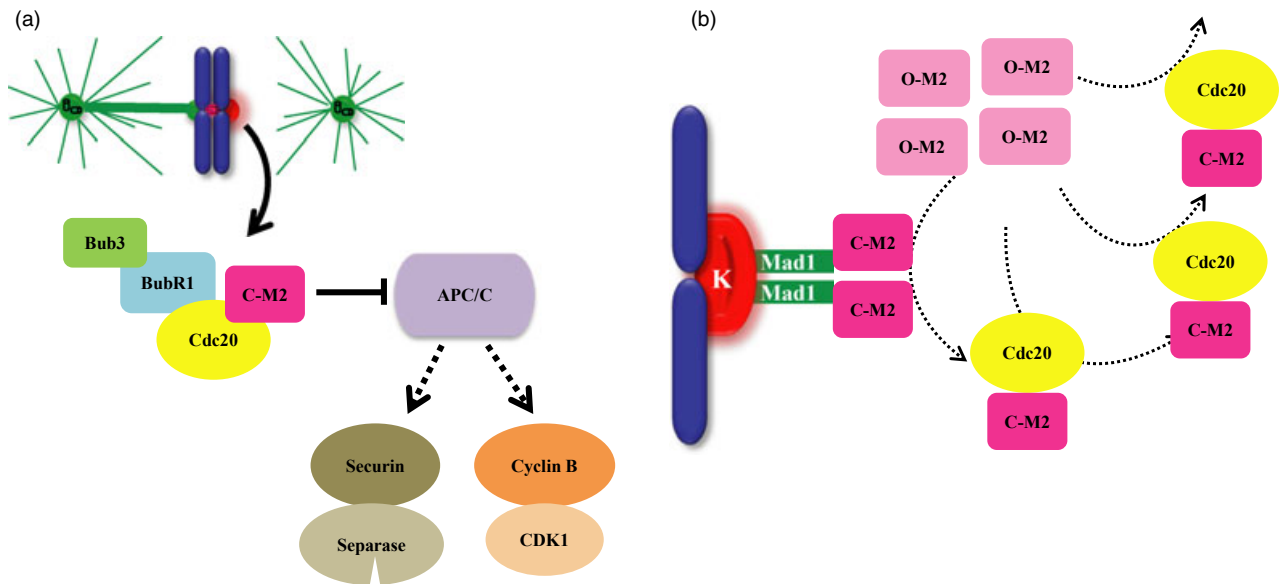 (a)
Bub3
BubR1
C-M2
Cdc20
APC/C
Securin
Separase
Cyclin B
CDK1
(b)
O-M2
O-M2
O-M2
O-M2
Cdc20
C-M2
K
Mad1
Mad1
C-M2
C-M2
Cdc20
C-M2
Cdc20
C-M2